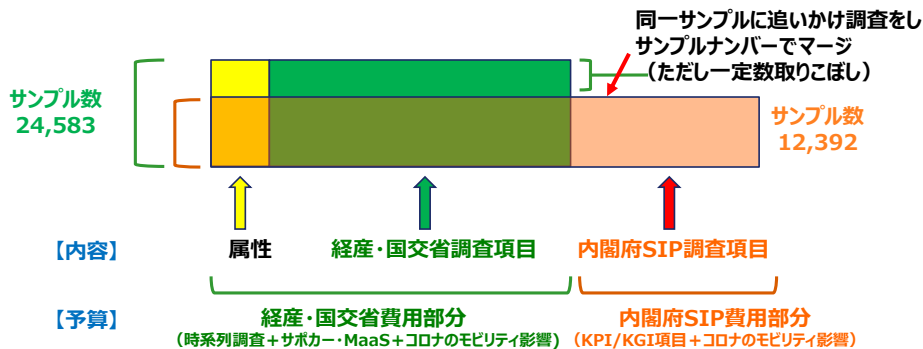 同一サンプルに追いかけ調査をし
サンプルナンバーでマージ
（ただし一定数取りこぼし）
サンプル数
24,583
サンプル数
12,392
【内容】
属性
経産・国交省調査項目
内閣府SIP調査項目
【予算】
経産・国交省費用部分
（時系列調査＋サポカー・MaaS＋コロナのモビリティ影響）
内閣府SIP費用部分
（KPI/KGI項目＋コロナのモビリティ影響）